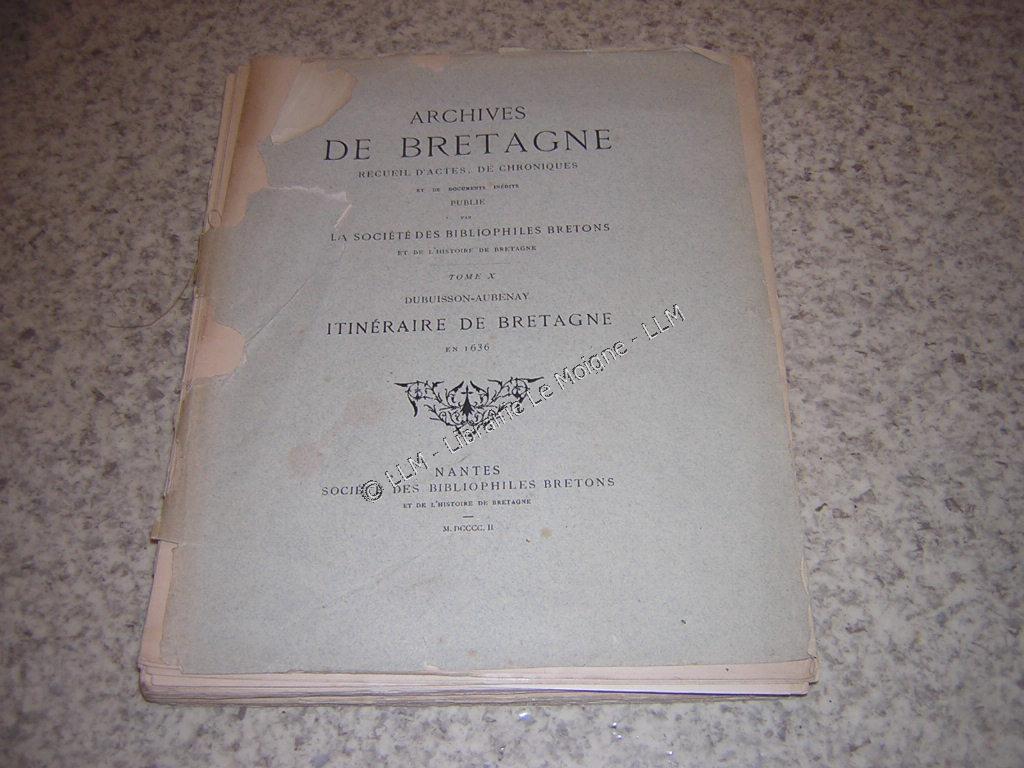 ARCHIVES
DE BRETAGNE
RECUEIL D'ACTES, DE CHRONIQUES
ET DE DOCUMENTS INÉDITS
PUBLIÉ
PAR
LA SOCIÉTÉ DES BIBLIOPHILES BRETONS
ET DE L'HISTOIRE DE BRETAGNE
TOME X
DUBUISSON-AUBENAY
ITINÉRAIRE DE BRETAGNE
EN 1636
© LLM - Librairie Le Moigne - LLM
NANTES
SOCIÉTÉ DES BIBLIOPHILES BRETONS
ET DE L'HISTOIRE DE BRETAGNE
M. DCCCC. II